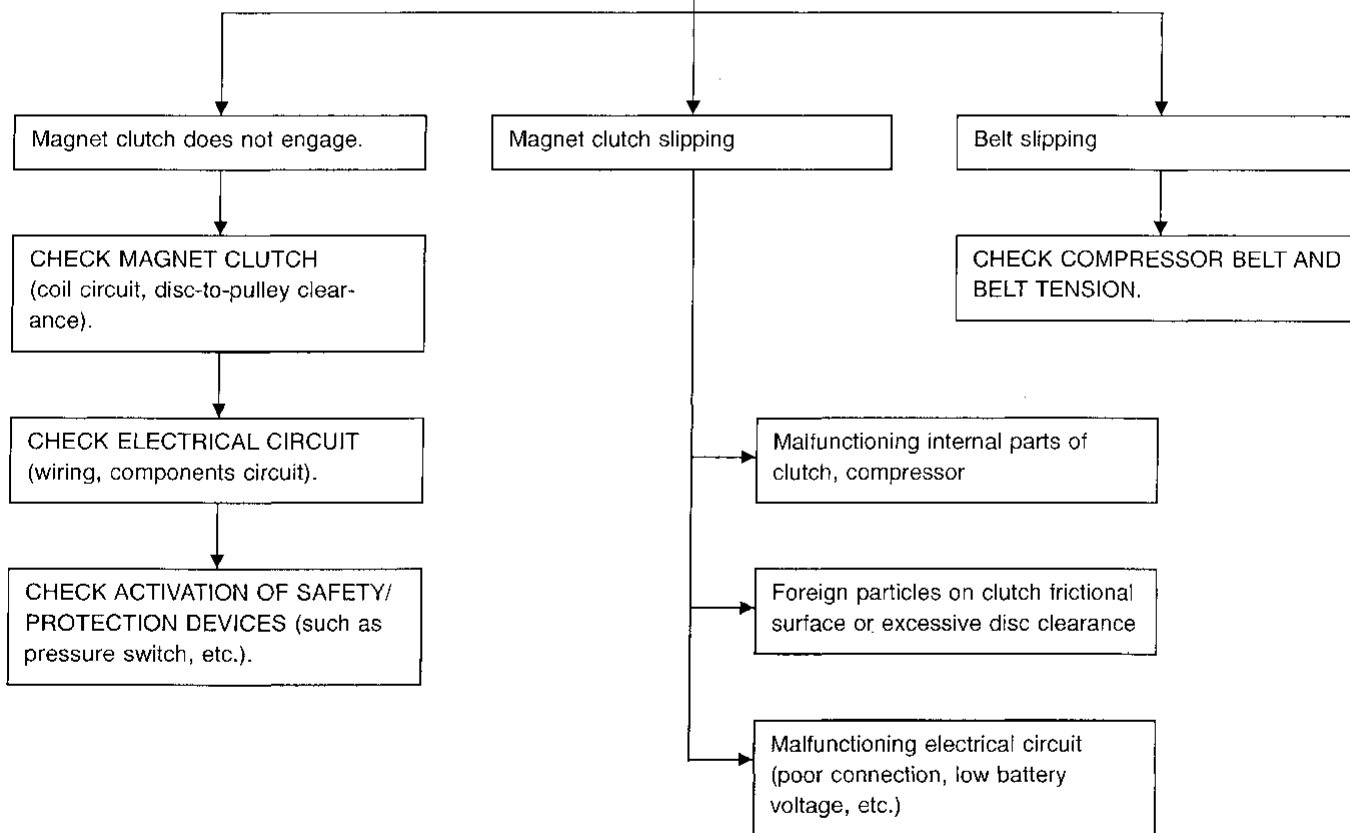 Magnet clutch does not engage.
Magnet clutch slipping
Belt slipping
CHECK MAGNET CLUTCH
(coil circuit, disc-to-pulley clear-
ance).
CHECK COMPRESSOR BELT AND
BELT TENSION.
CHECK ELECTRICAL CIRCUIT
(wiring, components circuit).
Malfunctioning internal parts of
clutch, compressor
CHECK ACTIVATION OF SAFETY/
PROTECTION DEVICES (such as
pressure switch, etc.).
Foreign particles on clutch frictional
surface or excessive disc clearance
Malfunctioning electrical circuit
(poor connection, low battery
voltage, etc.)